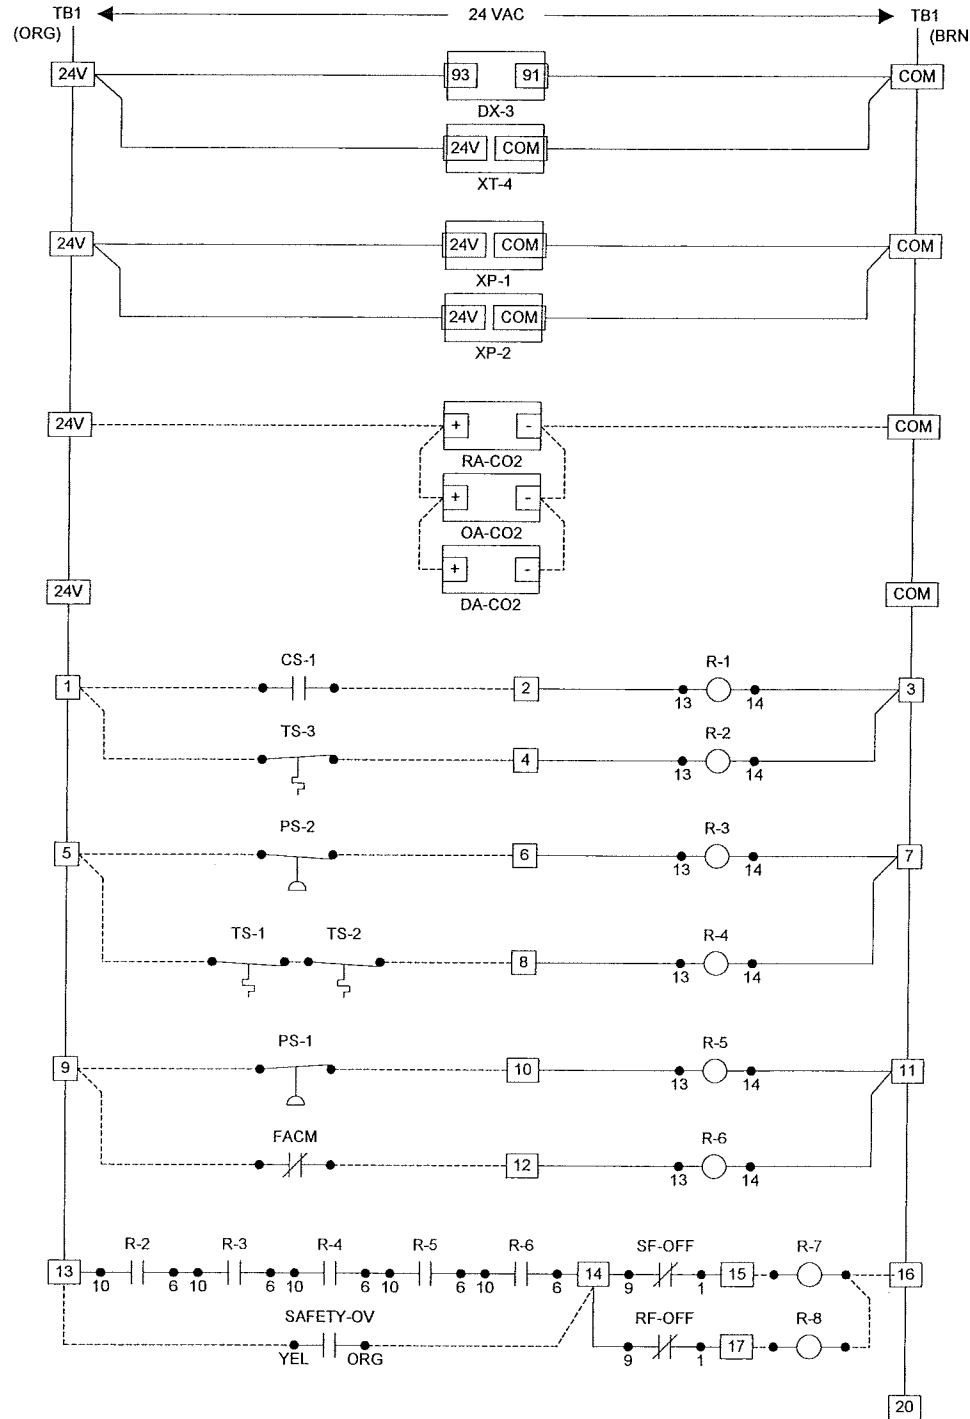 TB1 24 VAC TB1
(ORG) (BRN
24V 93 91 COM
DX-3
24V COM
XT-4
24V 24V COM COM
XP-1
24V COM
XP-2
24V + - COM
RA-CO2
+ -
OA-CO2
24V + - COM
DA-CO2
CS-1 R-1
1 2 13 14 3
TS-3 R-2
4 13 14
PS-2 R-3
5 6 13 14 7
TS-1 TS-2 R-4
8 13 14
PS-1 R-5
9 10 13 14 11
FACM R-6
12 13 14
R-2 R-3 R-4 R-5 R-6 SF-OFF R-7
13 10 6 10 6 10 6 10 6 10 6 14 9 1 15 16
SAFETY-OV RF-OFF R-8
YEL ORG 9 1 17
20